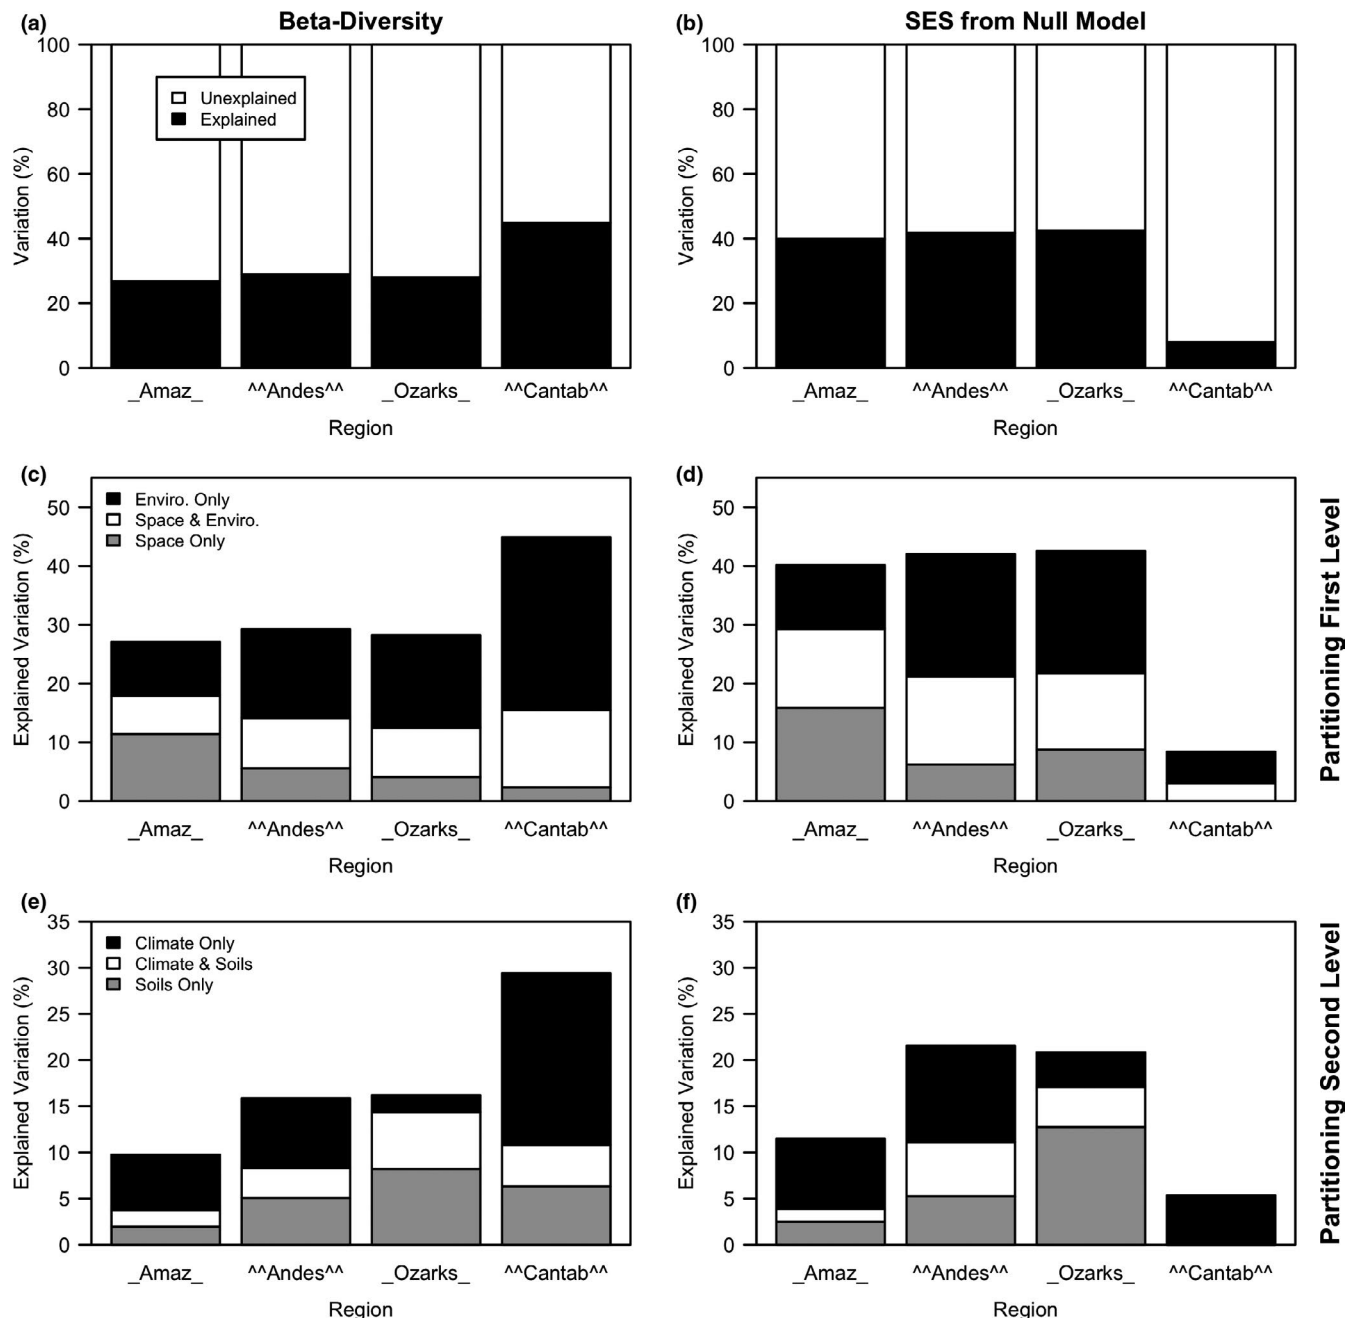 (a) Beta-Diversity
100
80
60
40
20
0
Variation (%)
Unexplained
Explained
_Amaz_ ^^Andes^^ _Ozarks_ ^^Cantab^^
Region
(b) SES from Null Model
100
80
60
40
20
0
Variation (%)
_Amaz_ ^^Andes^^ _Ozarks_ ^^Cantab^^
Region
(c)
50
40
30
20
10
0
Explained Variation (%)
Enviro. Only
Space & Enviro.
Space Only
_Amaz_ ^^Andes^^ _Ozarks_ ^^Cantab^^
Region
(d)
50
40
30
20
10
0
Explained Variation (%)
_Amaz_ ^^Andes^^ _Ozarks_ ^^Cantab^^
Region
Partitioning First Level
(e)
35
30
25
20
15
10
5
0
Explained Variation (%)
Climate Only
Climate & Soils
Soils Only
_Amaz_ ^^Andes^^ _Ozarks_ ^^Cantab^^
Region
(f)
35
30
25
20
15
10
5
0
Explained Variation (%)
_Amaz_ ^^Andes^^ _Ozarks_ ^^Cantab^^
Region
Partitioning Second Level